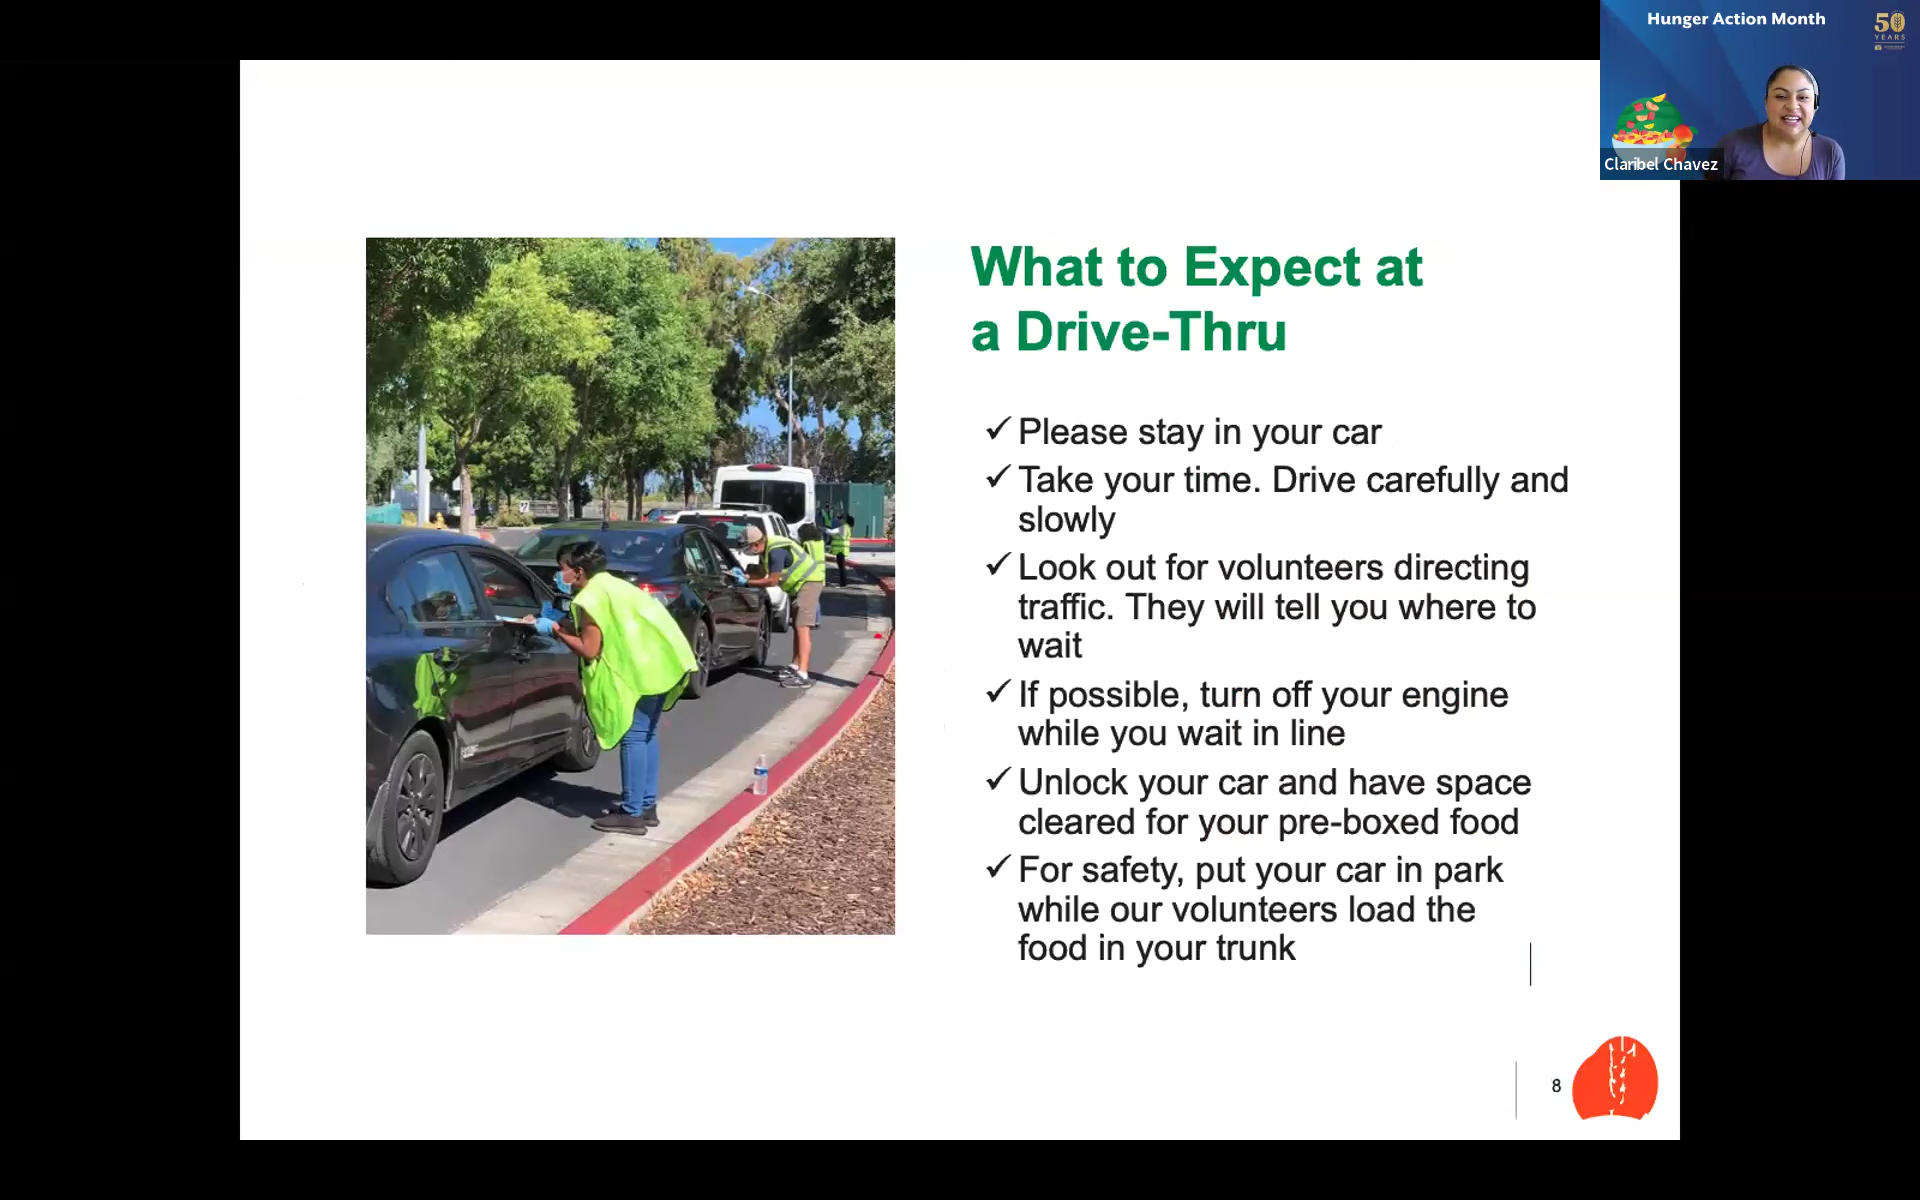 Hunger Action Month
50
YEARS
Claribel Chavez
What to Expect at
a Drive-Thru
✓ Please stay in your car
✓ Take your time. Drive carefully and
slowly
✓ Look out for volunteers directing
traffic. They will tell you where to
wait
✓ If possible, turn off your engine
while you wait in line
✓ Unlock your car and have space
cleared for your pre-boxed food
✓ For safety, put your car in park
while our volunteers load the
food in your trunk
8